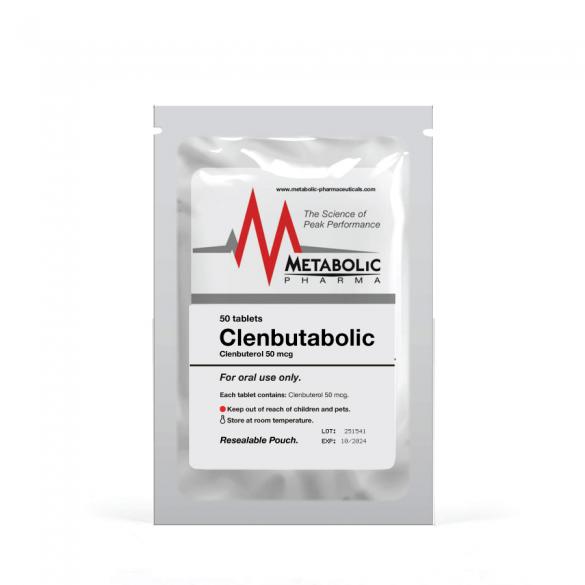 www.metabolic-pharmaceuticals.com
The Science of
Peak Performance
METABOLIC
PHARMA
50 tablets
Clenbutabolic
Clenbuterol 50 mcg
For oral use only.
Each tablet contains: Clenbuterol 50 mcg.
Keep out of reach of children and pets.
Store at room temperature.
LOT: 251541
Resealable Pouch.
EXP: 10/2024